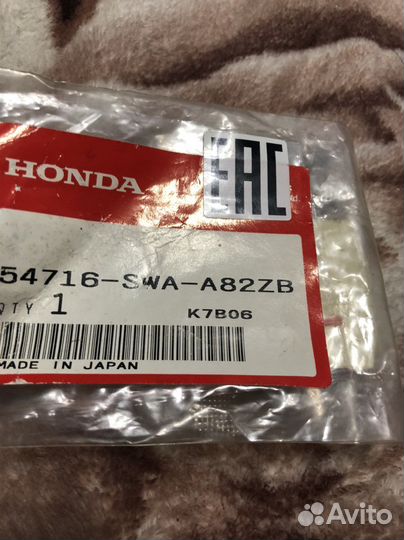 HONDA
EAC
54716-SWA-A82ZB
QTY 1 K7B06
MADE IN JAPAN
Avito